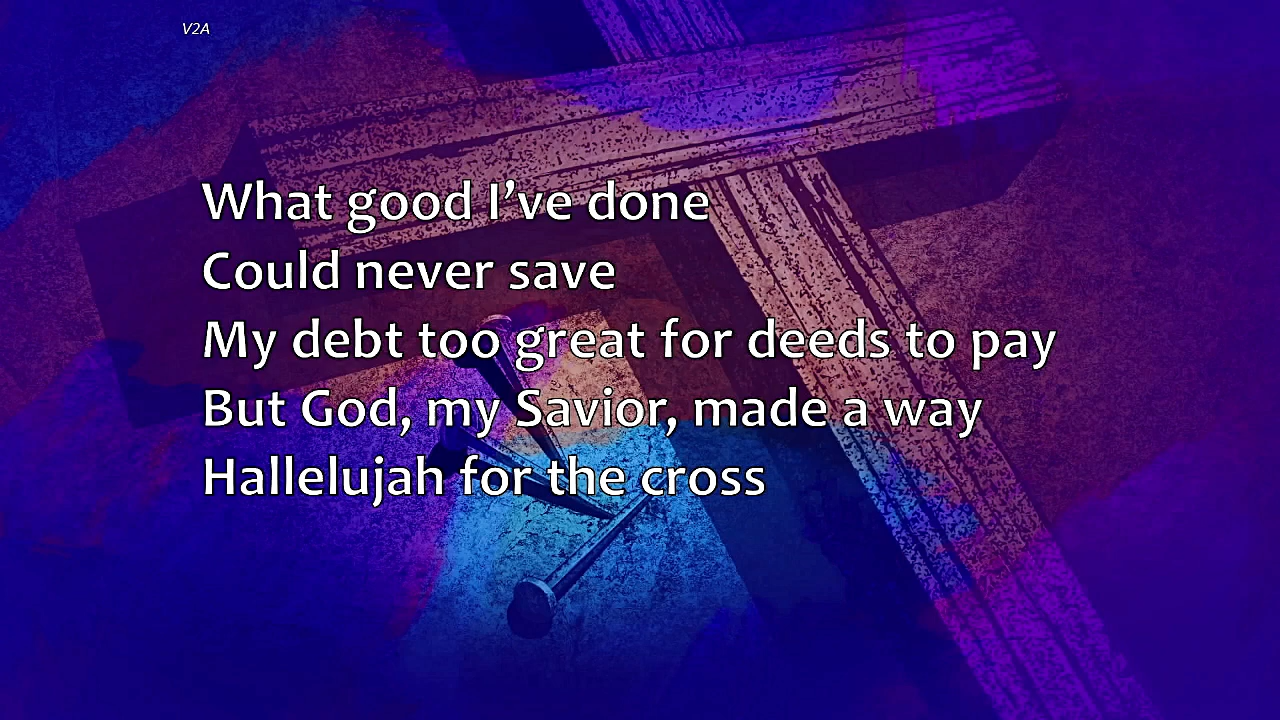 V2A
What good I’ve done
Could never save
My debt too great for deeds to pay
But God, my Savior, made a way
Hallelujah for the cross